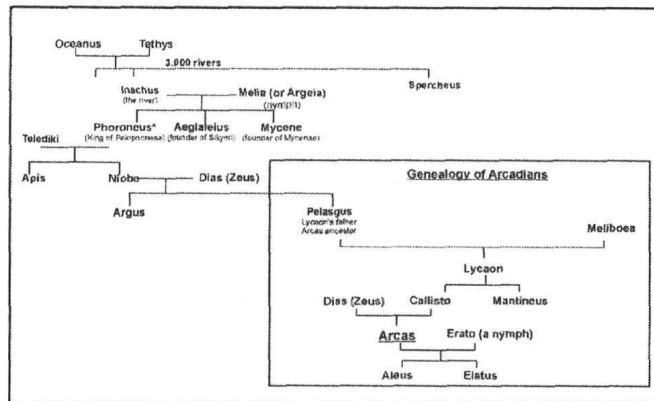 Oceanus Tethys
3.000 rivers
Spercheus
Inachus Melia (or Argeia)
(the river) (nymph)
Phoroneus* Aegialeius Mycene
(King of Peloponnese) (founder of Sikyon) (founder of Mycenae)
Telediki
Apis Niobe Dias (Zeus)
Argus
Genealogy of Arcadians
Pelasgus
Lycaon's father
Arcas ancestor
Meliboea
Lycaon
Dias (Zeus) Callisto Mantineus
Arcas Erato (a nymph)
Aleus Elatus